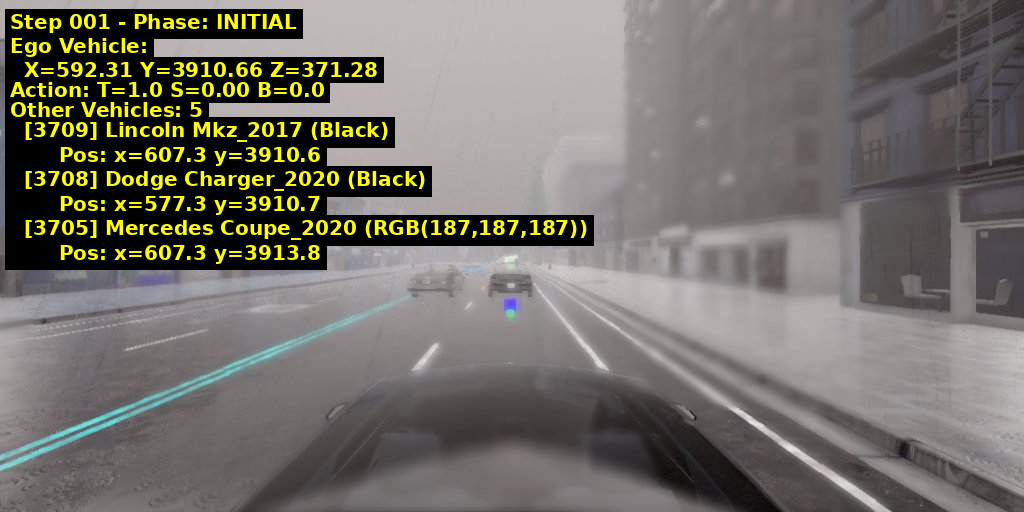 Step 001 - Phase: INITIAL
Ego Vehicle:
X=592.31 Y=3910.66 Z=371.28
Action: T=1.0 S=0.00 B=0.0
Other Vehicles: 5
[3709] Lincoln Mkz_2017 (Black)
Pos: x=607.3 y=3910.6
[3708] Dodge Charger_2020 (Black)
Pos: x=577.3 y=3910.7
[3705] Mercedes Coupe_2020 (RGB(187,187,187))
Pos: x=607.3 y=3913.8